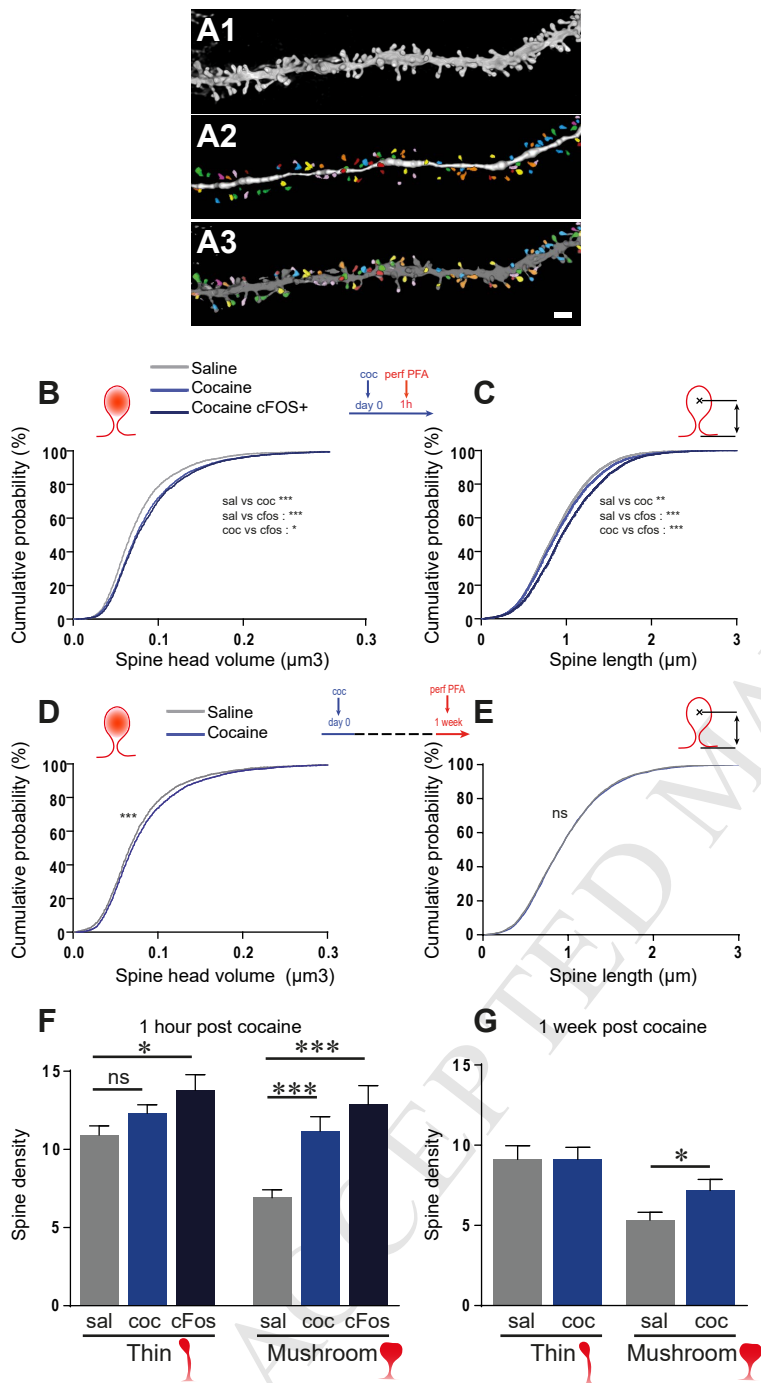 A1
A2
A3
B
Saline
Cocaine
Cocaine cFOS+
coc perf PFA
day 0 1h
Cumulative probability (%)
100
80
60
40
20
0
sal vs coc ***
sal vs cfos : ***
coc vs cfos : *
0.0 0.1 0.2 0.3
Spine head volume (µm3)
C
Cumulative probability (%)
100
80
60
40
20
0
sal vs coc **
sal vs cfos : ***
coc vs cfos : ***
0 1 2 3
Spine length (µm)
D
Saline
Cocaine
coc perf PFA
day 0 1 week
Cumulative probability (%)
100
80
60
40
20
0
***
0.0 0.1 0.2 0.3
Spine head volume (µm3)
E
Cumulative probability (%)
100
80
60
40
20
0
ns
0 1 2 3
Spine length (µm)
F
1 hour post cocaine
Spine density
15
10
5
0
ns
*
***
***
sal coc cFos sal coc cFos
Thin Mushroom
G
1 week post cocaine
Spine density
15
10
5
0
*
sal coc sal coc
Thin Mushroom
ACCEPTED MA